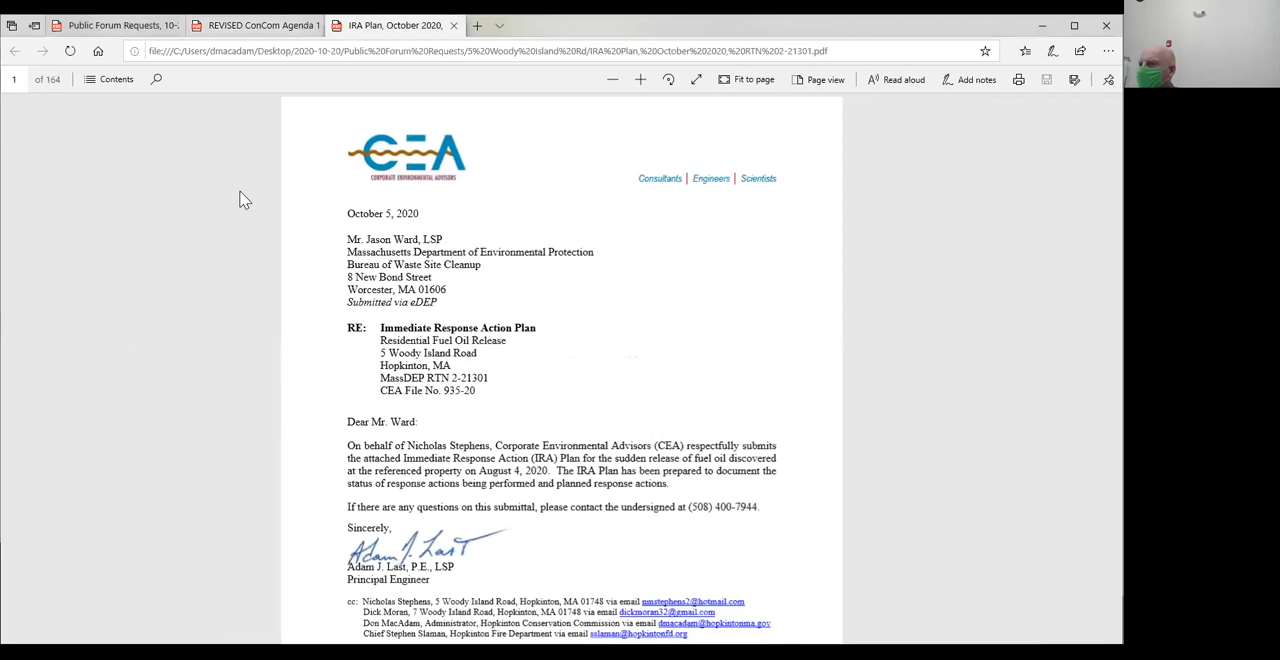 Public Forum Requests, 10-
REVISED ConCom Agenda 1
IRA Plan, October 2020,
file:///C:/Users/dmacadam/Desktop/2020-10-20/Public%20Forum%20Requests/5%20Woody%20Island%20Rd/IRA%20Plan,%20October%202020,%20RTN%202-21301.pdf
1 of 164 Contents Fit to page Page view Read aloud Add notes
CEA
CORPORATE ENVIRONMENTAL ADVISORS
Consultants | Engineers | Scientists
October 5, 2020
Mr. Jason Ward, LSP
Massachusetts Department of Environmental Protection
Bureau of Waste Site Cleanup
8 New Bond Street
Worcester, MA 01606
Submitted via eDEP
RE: Immediate Response Action Plan
Residential Fuel Oil Release
5 Woody Island Road
Hopkinton, MA
MassDEP RTN 2-21301
CEA File No. 935-20
Dear Mr. Ward:
On behalf of Nicholas Stephens, Corporate Environmental Advisors (CEA) respectfully submits
the attached Immediate Response Action (IRA) Plan for the sudden release of fuel oil discovered
at the referenced property on August 4, 2020. The IRA Plan has been prepared to document the
status of response actions being performed and planned response actions.
If there are any questions on this submittal, please contact the undersigned at (508) 400-7944.
Sincerely,
Adam J. Last
Adam J. Last, P.E., LSP
Principal Engineer
cc: Nicholas Stephens, 5 Woody Island Road, Hopkinton, MA 01748 via email nmstephens2@hotmail.com
Dick Moran, 7 Woody Island Road, Hopkinton, MA 01748 via email dickmoran32@gmail.com
Don MacAdam, Administrator, Hopkinton Conservation Commission via email dmacadam@hopkintonma.gov
Chief Stephen Slaman, Hopkinton Fire Department via email sslaman@hopkintonfd.org